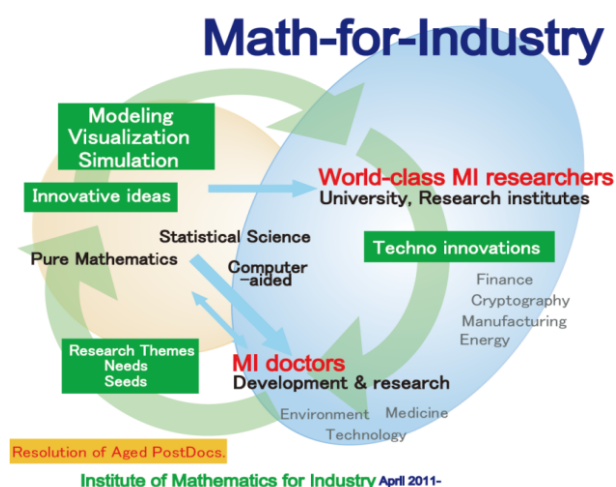 Math-for-Industry
Modeling
Visualization
Simulation
World-class MI researchers
University, Research institutes
Innovative ideas
Statistical Science
Pure Mathematics
Computer
-aided
Techno innovations
Finance
Cryptography
Manufacturing
Energy
Research Themes
Needs
Seeds
MI doctors
Development & research
Environment Medicine
Technology
Resolution of Aged PostDocs.
Institute of Mathematics for Industry April 2011-